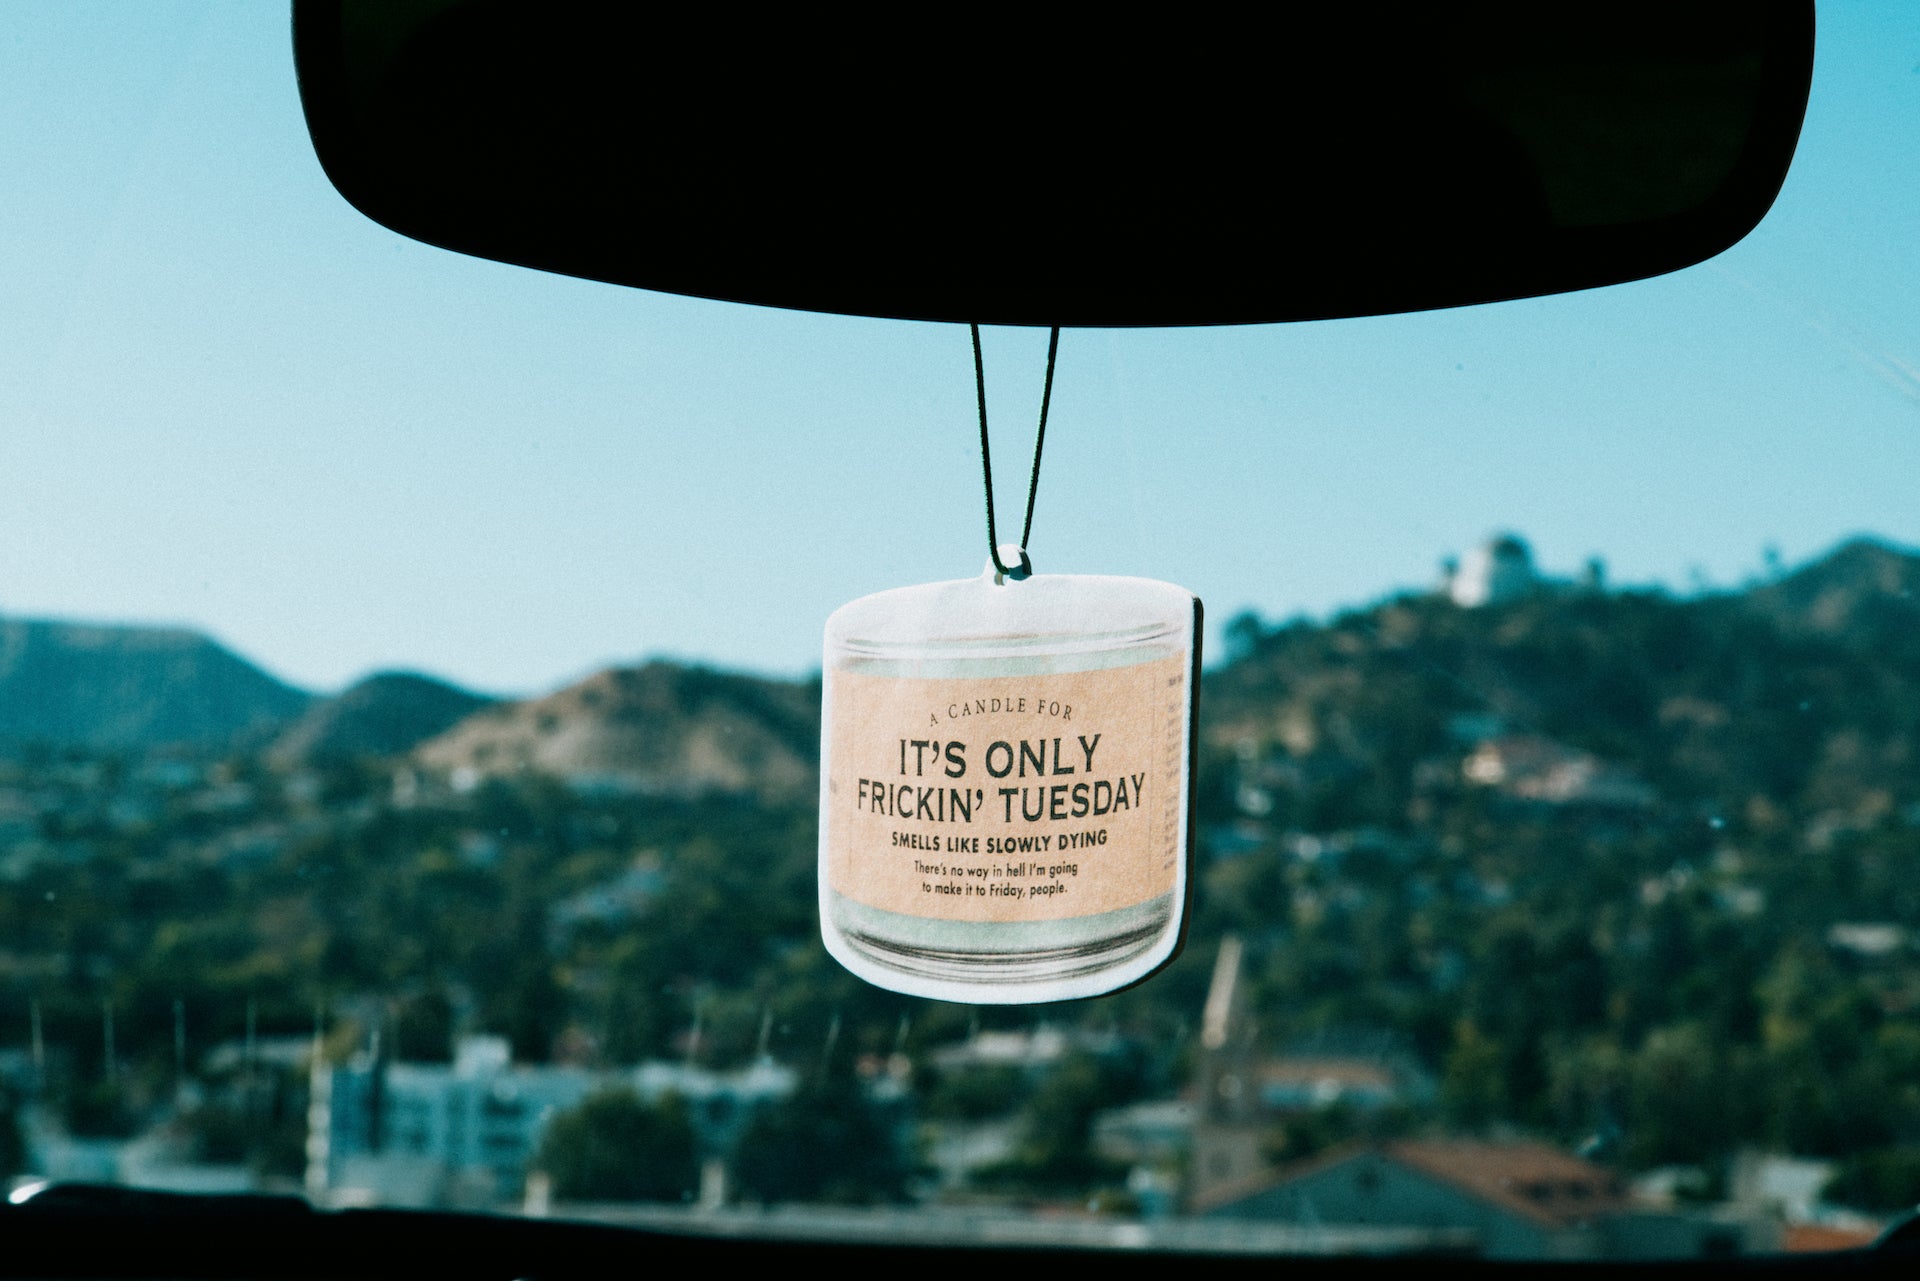 A CANDLE FOR
IT'S ONLY
FRICKIN' TUESDAY
SMELLS LIKE SLOWLY DYING
There's no way in hell I'm going
to make it to Friday, people.